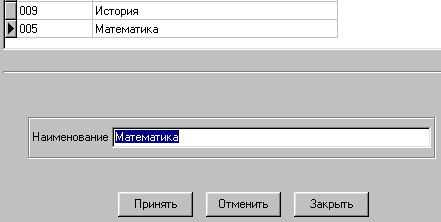 009 История
005 Математика
Наименование Математика
Принять Отменить Закрыть